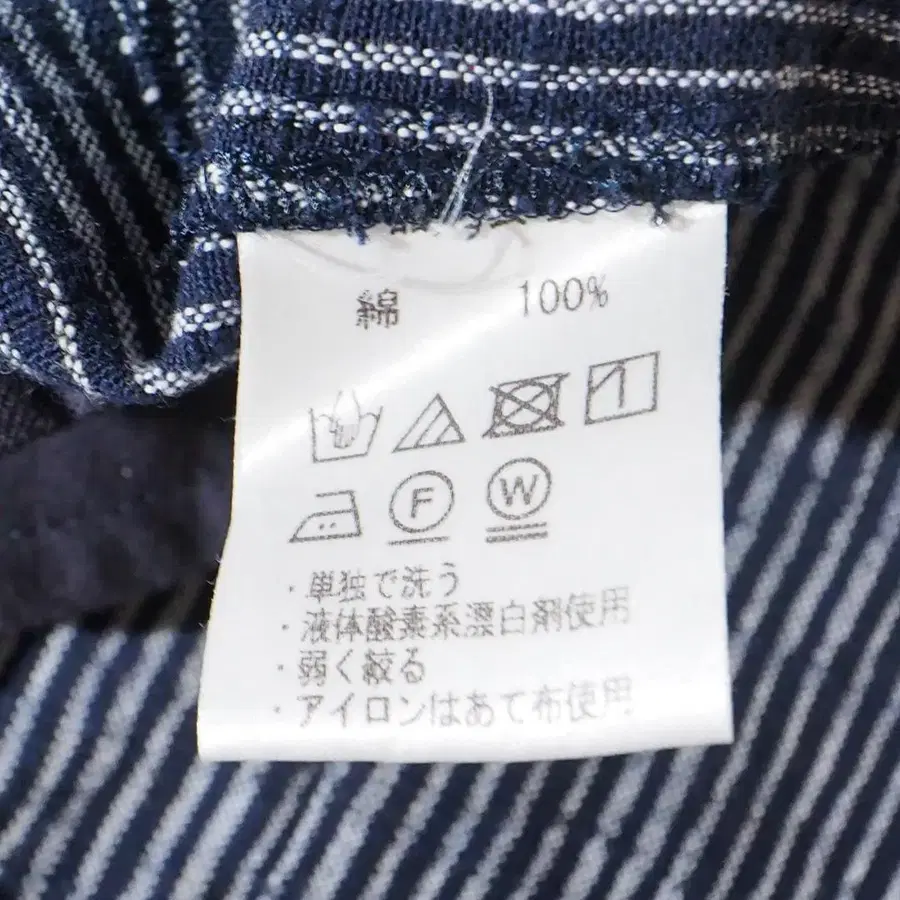 綿 100%
F W
・単独で洗う
・液体酸素系漂白剤使用
・弱く絞る
・アイロンはあて布使用